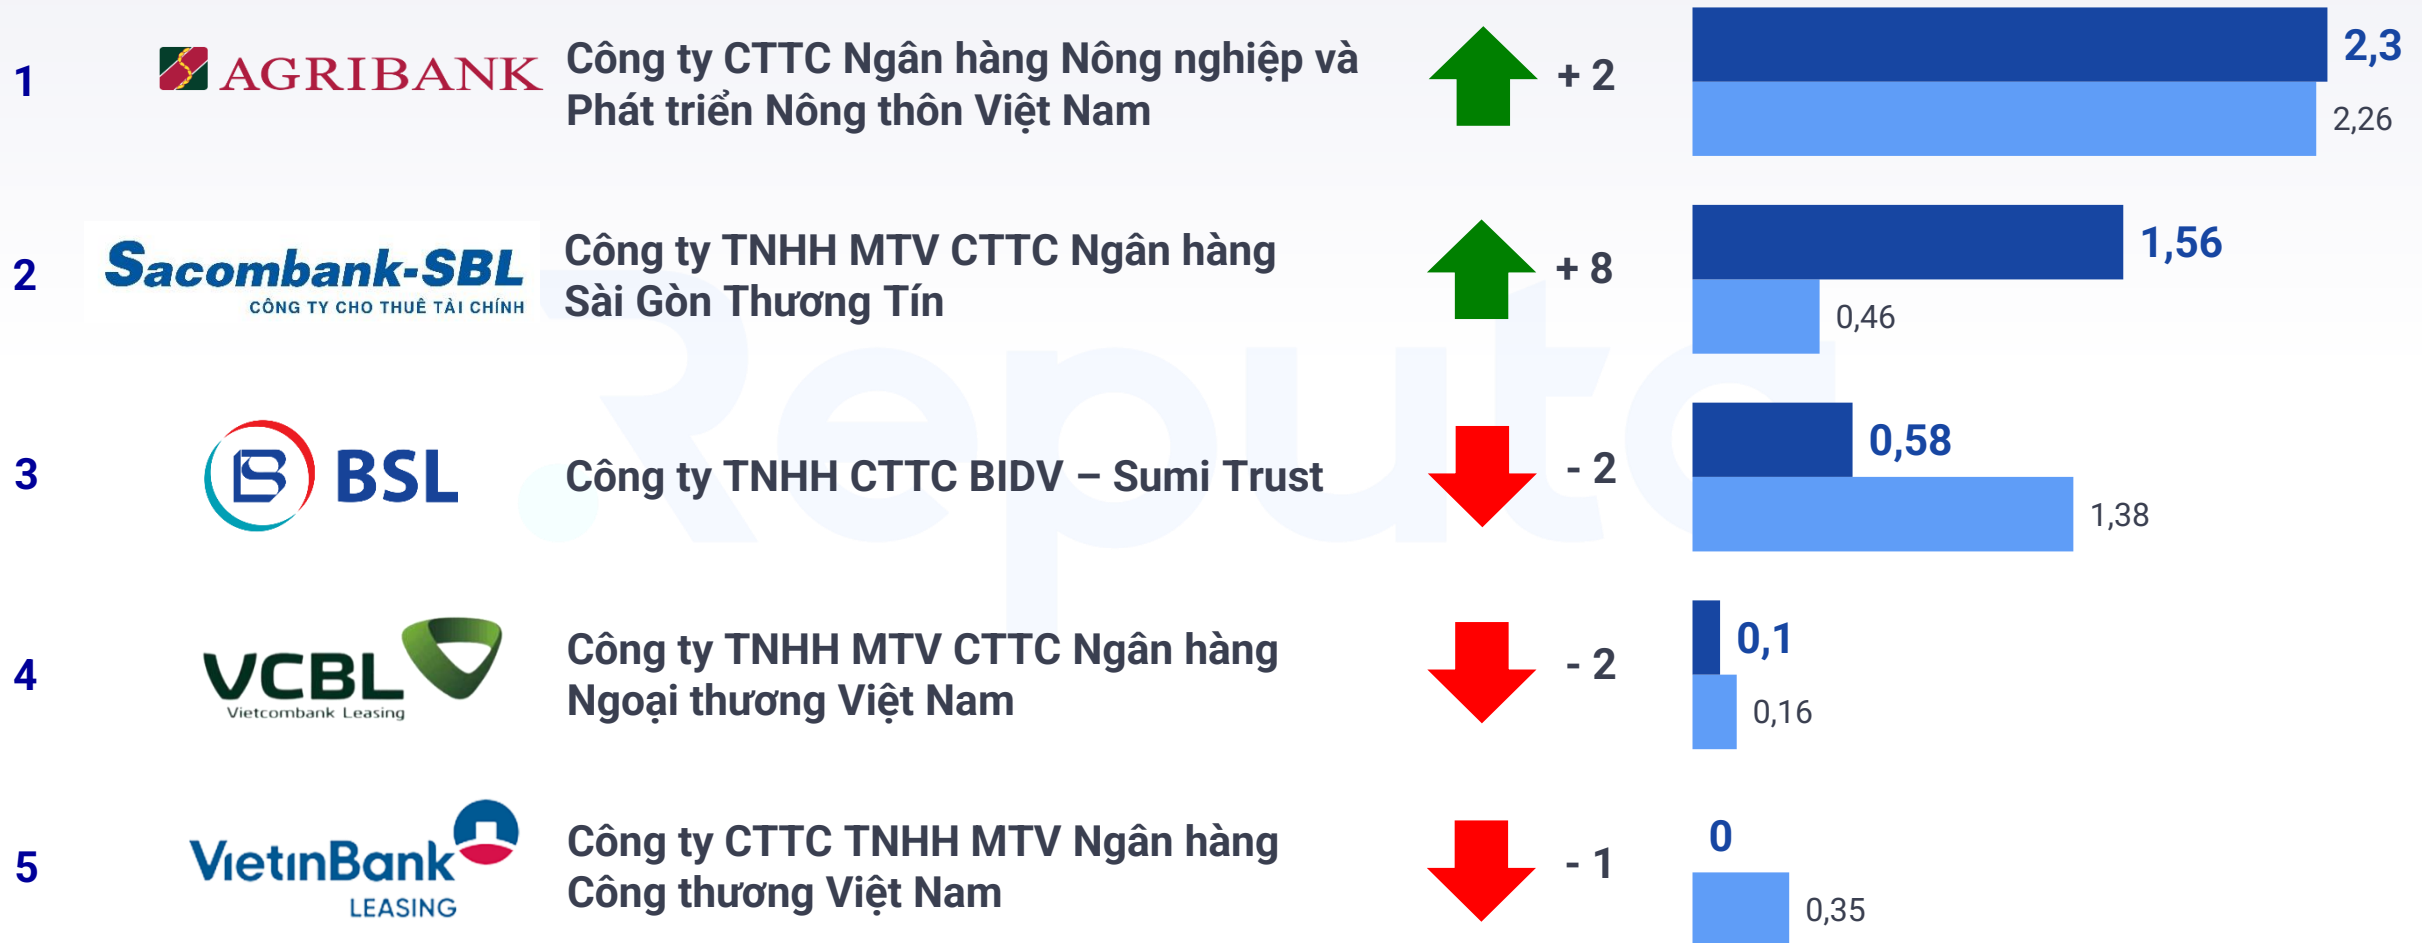 1
AGRIBANK
Công ty CTTC Ngân hàng Nông nghiệp và
Phát triển Nông thôn Việt Nam
+ 2
2,3
2,26
2
Sacombank-SBL
CÔNG TY CHO THUÊ TÀI CHÍNH
Công ty TNHH MTV CTTC Ngân hàng
Sài Gòn Thương Tín
+ 8
1,56
0,46
3
BSL
Công ty TNHH CTTC BIDV – Sumi Trust
- 2
0,58
1,38
4
VCBL
Vietcombank Leasing
Công ty TNHH MTV CTTC Ngân hàng
Ngoại thương Việt Nam
- 2
0,1
0,16
5
VietinBank
LEASING
Công ty CTTC TNHH MTV Ngân hàng
Công thương Việt Nam
- 1
0
0,35
Reputa